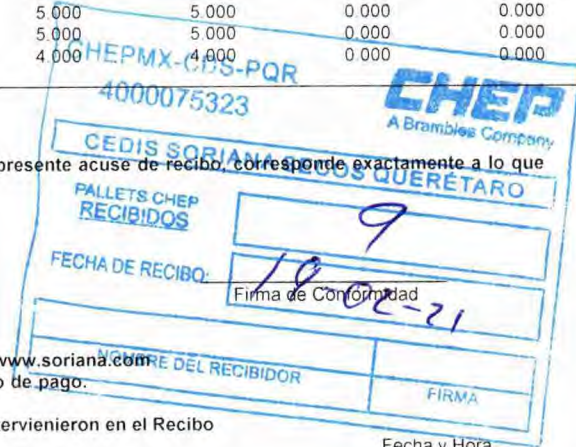 5.000 5.000 0.000 0.000
5.000 5.000 0.000 0.000
4.000 4.000 0.000 0.000
CHEPMX-CDS-PQR
4000075323
CHEP
A Brambles Company
CEDIS SORIANA SECOS QUERÉTARO
presente acuse de recibo, corresponde exactamente a lo que
PALLETS CHEP
RECIBIDOS
9
FECHA DE RECIBO:
-02-21
Firma de Conformidad
www.soriana.com
o de pago.
NOMBRE DEL RECIBIDOR
FIRMA
tervienieron en el Recibo
Fecha y Hora